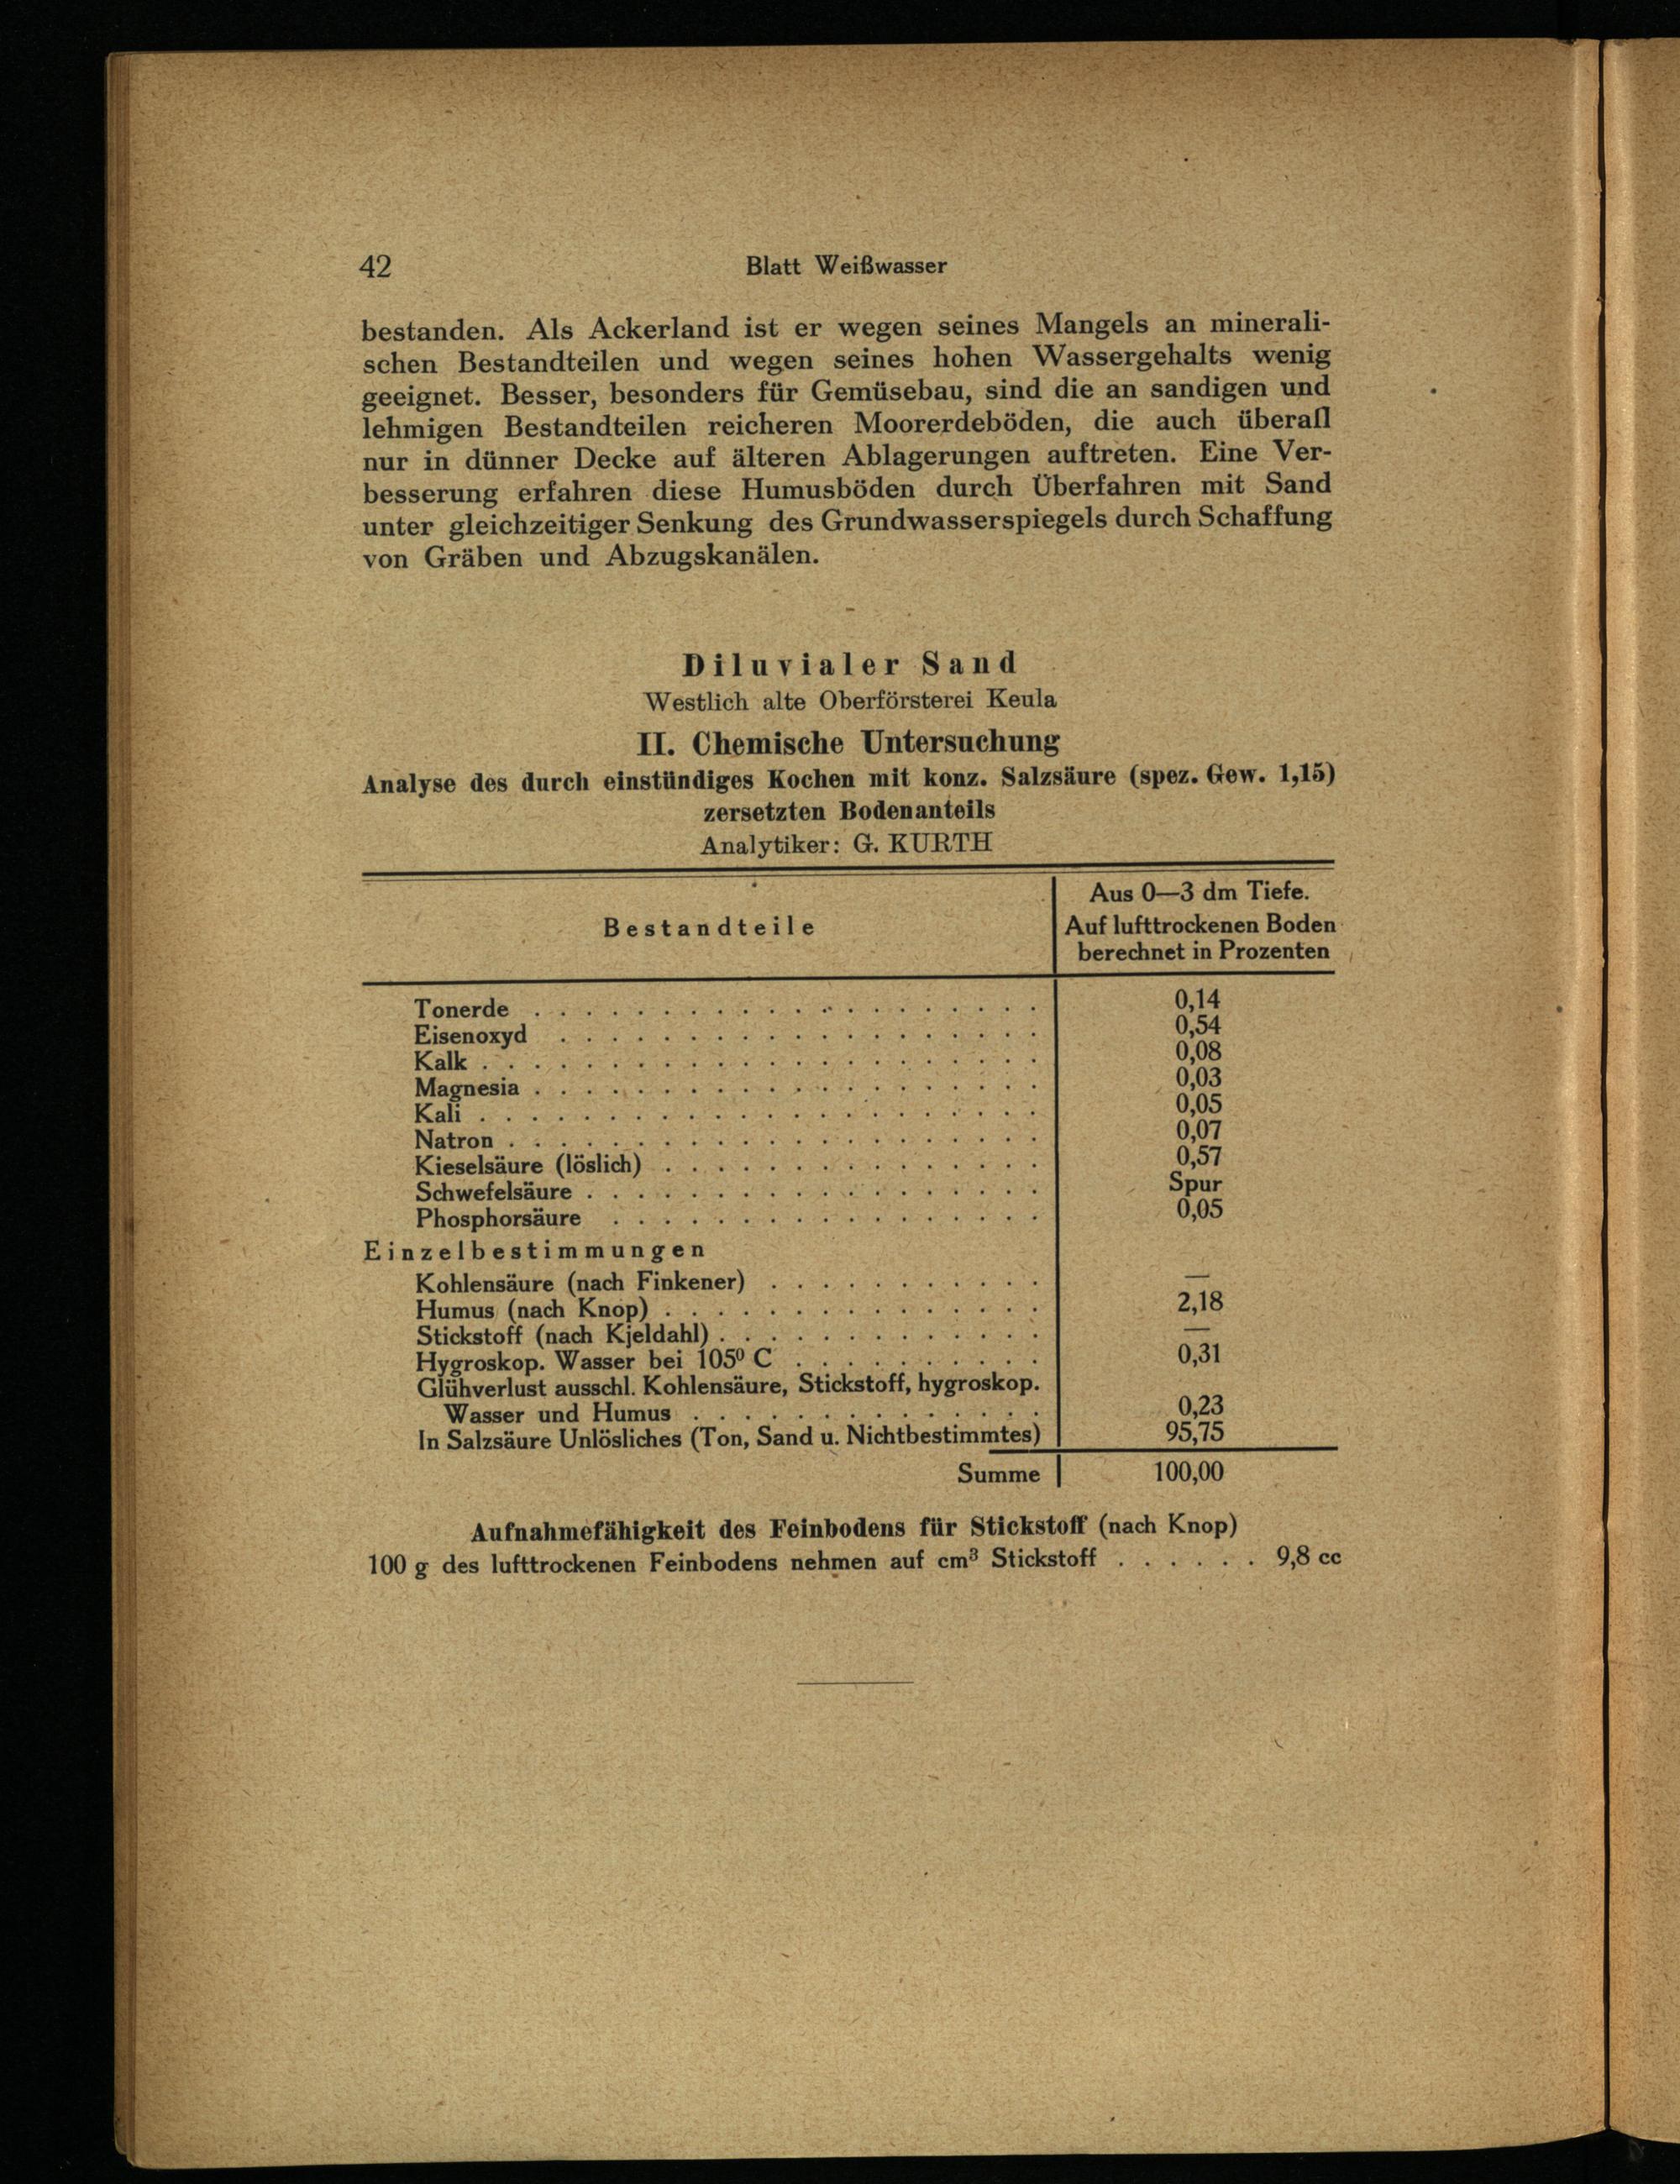 42
Blatt Weißwasser
bestanden. Als Ackerland ist er wegen seines Mangels an minerali-
schen Bestandteilen und wegen seines hohen Wassergehalts wenig
geeignet. Besser, besonders für Gemüsebau, sind die an sandigen und
lehmigen Bestandteilen reicheren Moorerdeböden, die auch überall
nur in dünner Decke auf älteren Ablagerungen auftreten. Eine Ver-
besserung erfahren diese Humusböden durch Überfahren mit Sand
unter gleichzeitiger Senkung des Grundwasserspiegels durch Schaffung
von Gräben und Abzugskanälen.
Diluvialer Sand
Westlich alte Oberförsterei Keula
II. Chemische Untersuchung
Analyse des durch einstündiges Kochen mit konz. Salzsäure (spez. Gew. 1,15)
zersetzten Bodenanteils
Analytiker: G. KURTH
Bestandteile
Aus 0—3 dm Tiefe.
Auf lufttrockenen Boden
berechnet in Prozenten
Tonerde . . . . . . . . . . . . . . . . . . . . 0,14
Eisenoxyd . . . . . . . . . . . . . . . . . . . 0,54
Kalk . . . . . . . . . . . . . . . . . . . . . . 0,08
Magnesia . . . . . . . . . . . . . . . . . . . . 0,03
Kali . . . . . . . . . . . . . . . . . . . . . . 0,05
Natron . . . . . . . . . . . . . . . . . . . . . 0,07
Kieselsäure (löslich) . . . . . . . . . . . . . . . 0,57
Schwefelsäure . . . . . . . . . . . . . . . . . . Spur
Phosphorsäure . . . . . . . . . . . . . . . . . 0,05
Einzelbestimmungen
Kohlensäure (nach Finkener) . . . . . . . . . . . —
Humus (nach Knop) . . . . . . . . . . . . . . . 2,18
Stickstoff (nach Kjeldahl) . . . . . . . . . . . . . —
Hygroskop. Wasser bei 105⁰ C . . . . . . . . . . 0,31
Glühverlust ausschl. Kohlensäure, Stickstoff, hygroskop.
Wasser und Humus . . . . . . . . . . . . . . 0,23
In Salzsäure Unlösliches (Ton, Sand u. Nichtbestimmtes) 95,75
Summe 100,00
Aufnahmefähigkeit des Feinbodens für Stickstoff (nach Knop)
100 g des lufttrockenen Feinbodens nehmen auf cm³ Stickstoff . . . . . . 9,8 cc